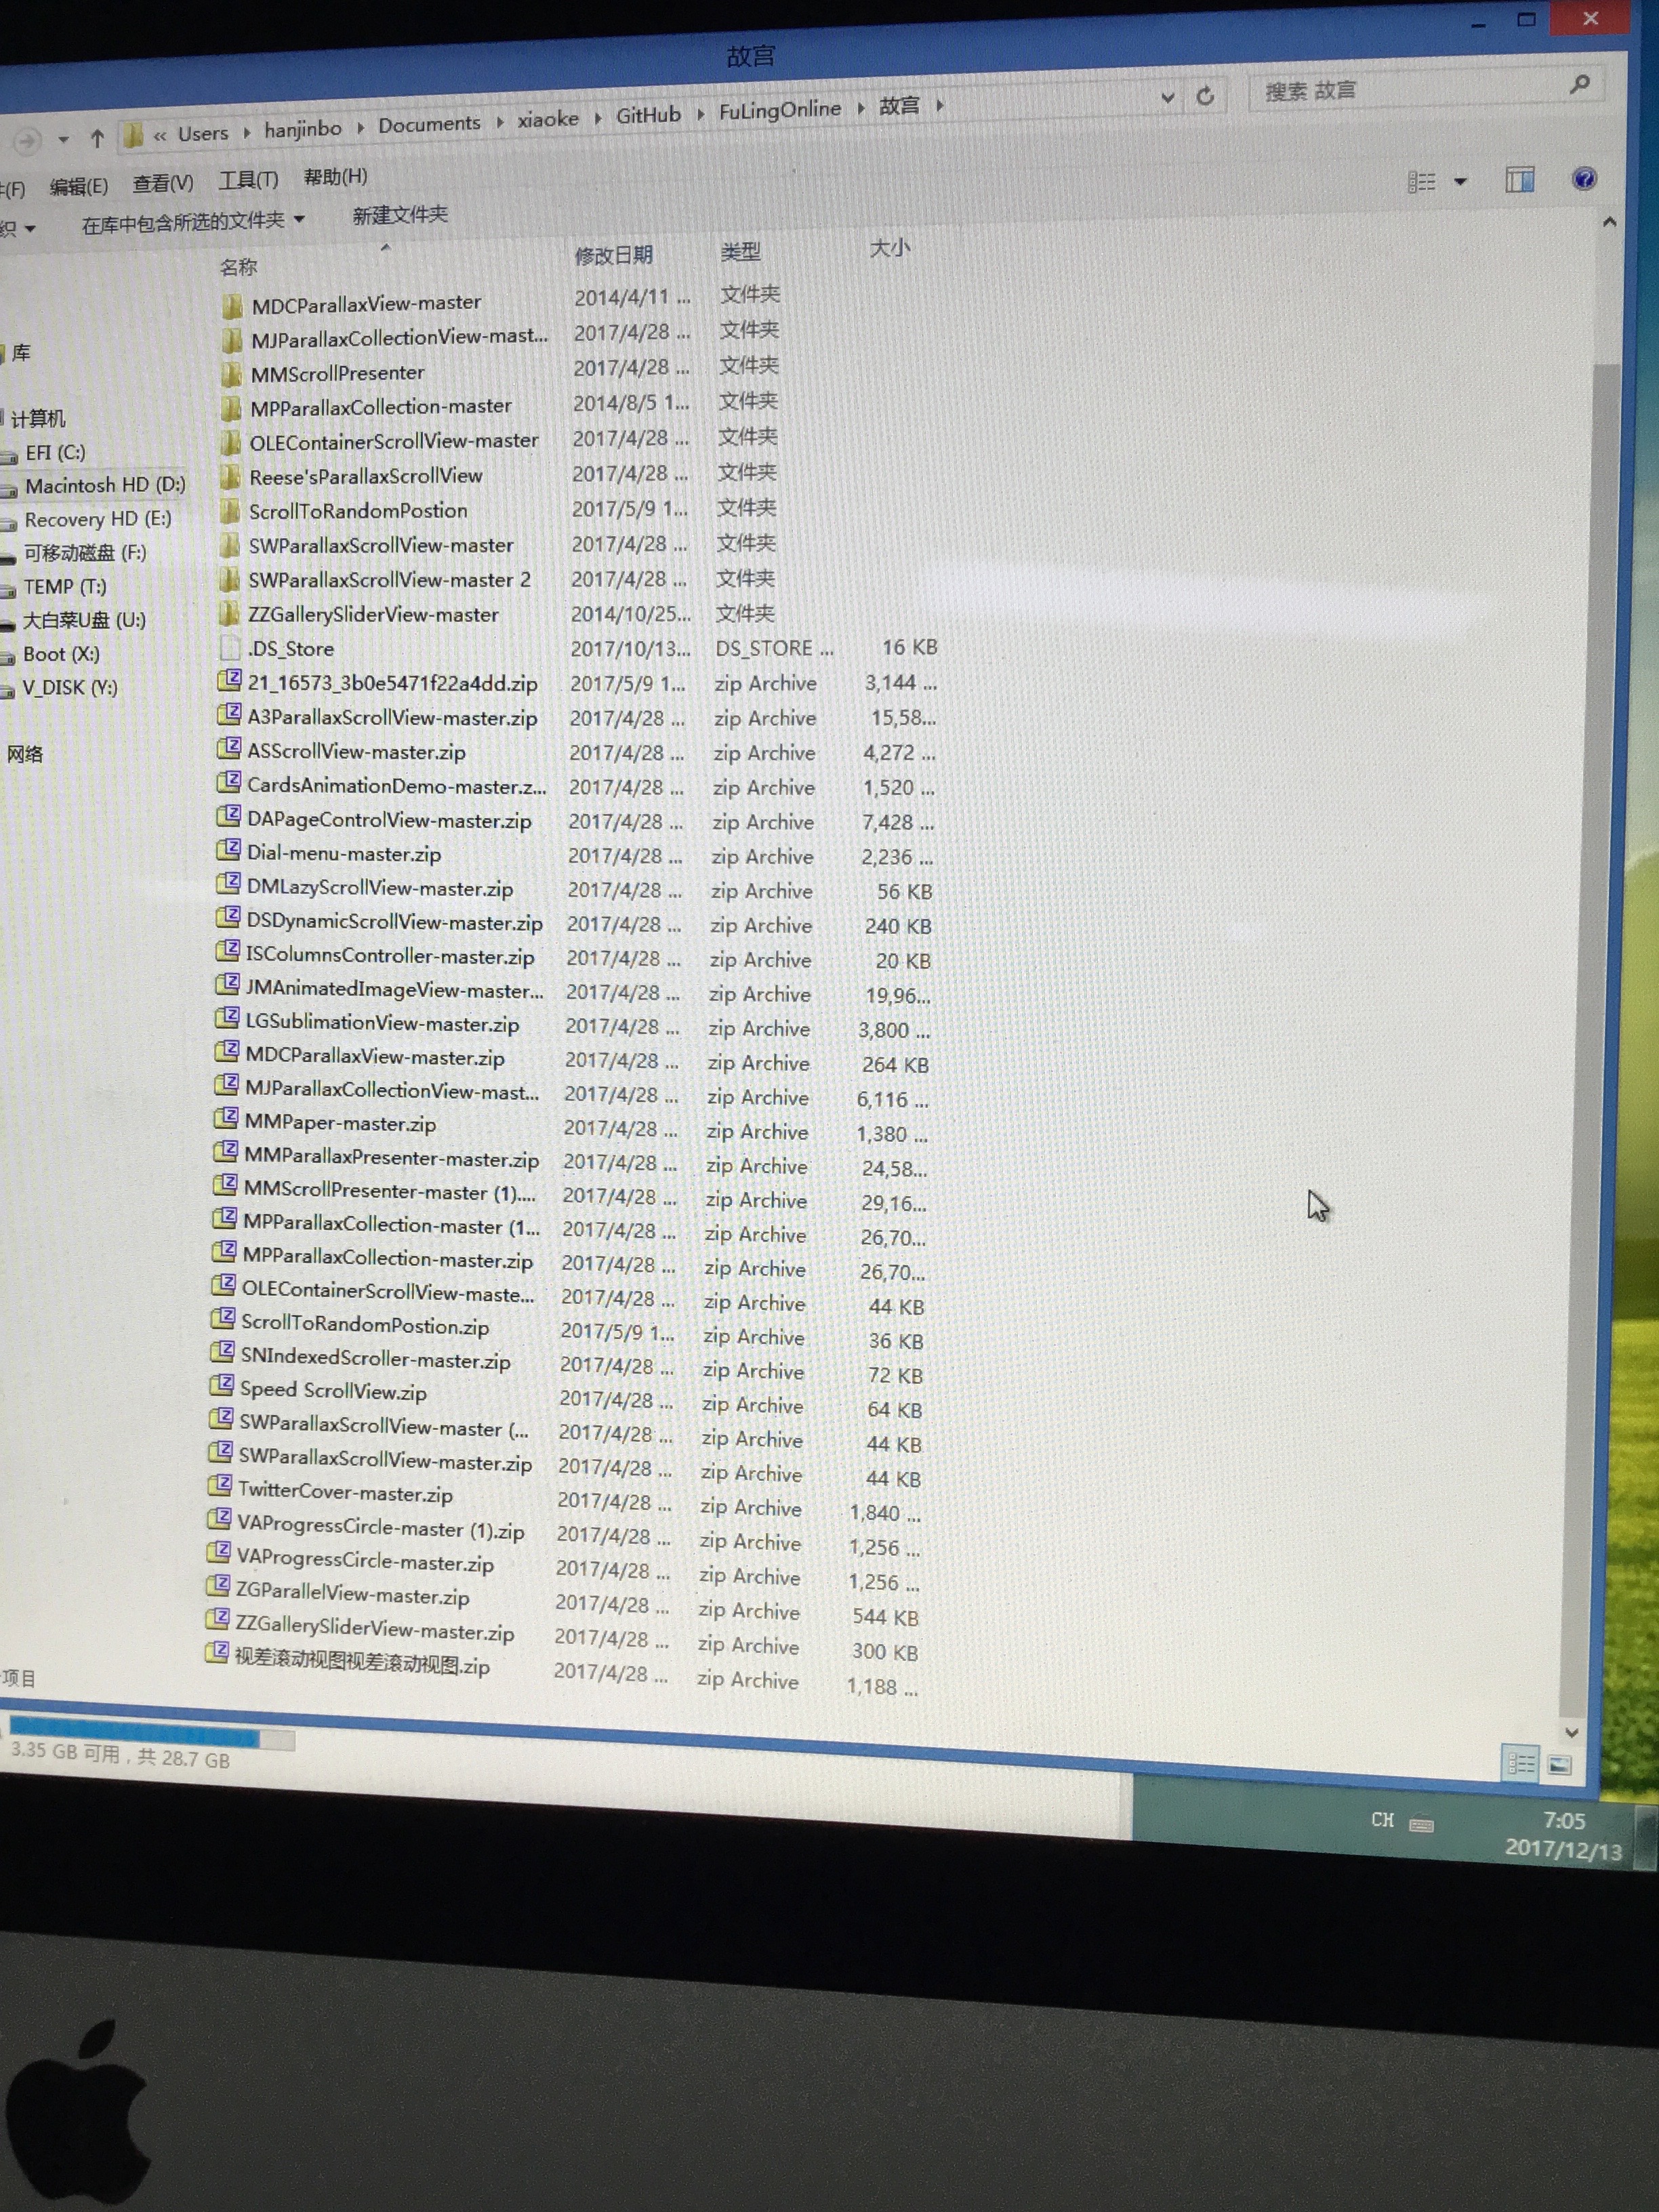 故宫
« Users ▸ hanjinbo ▸ Documents ▸ xiaoke ▸ GitHub ▸ FuLingOnline ▸ 故宫 ▸
搜索 故宫
(F) 编辑(E) 查看(V) 工具(T) 帮助(H)
织 在库中包含所选的文件夹 新建文件夹
名称 修改日期 类型 大小
库
计算机
EFI (C:)
Macintosh HD (D:)
Recovery HD (E:)
可移动磁盘 (F:)
TEMP (T:)
大白菜U盘 (U:)
Boot (X:)
V_DISK (Y:)
网络
MDCParallaxView-master 2014/4/11 ... 文件夹
MJParallaxCollectionView-mast... 2017/4/28 ... 文件夹
MMScrollPresenter 2017/4/28 ... 文件夹
MPParallaxCollection-master 2014/8/5 1... 文件夹
OLEContainerScrollView-master 2017/4/28 ... 文件夹
Reese'sParallaxScrollView 2017/4/28 ... 文件夹
ScrollToRandomPostion 2017/5/9 1... 文件夹
SWParallaxScrollView-master 2017/4/28 ... 文件夹
SWParallaxScrollView-master 2 2017/4/28 ... 文件夹
ZZGallerySliderView-master 2014/10/25... 文件夹
.DS_Store 2017/10/13... DS_STORE ... 16 KB
21_16573_3b0e5471f22a4dd.zip 2017/5/9 1... zip Archive 3,144 ...
A3ParallaxScrollView-master.zip 2017/4/28 ... zip Archive 15,58...
ASScrollView-master.zip 2017/4/28 ... zip Archive 4,272 ...
CardsAnimationDemo-master.z... 2017/4/28 ... zip Archive 1,520 ...
DAPageControlView-master.zip 2017/4/28 ... zip Archive 7,428 ...
Dial-menu-master.zip 2017/4/28 ... zip Archive 2,236 ...
DMLazyScrollView-master.zip 2017/4/28 ... zip Archive 56 KB
DSDynamicScrollView-master.zip 2017/4/28 ... zip Archive 240 KB
ISColumnsController-master.zip 2017/4/28 ... zip Archive 20 KB
JMAnimatedImageView-master... 2017/4/28 ... zip Archive 19,96...
LGSublimationView-master.zip 2017/4/28 ... zip Archive 3,800 ...
MDCParallaxView-master.zip 2017/4/28 ... zip Archive 264 KB
MJParallaxCollectionView-mast... 2017/4/28 ... zip Archive 6,116 ...
MMPaper-master.zip 2017/4/28 ... zip Archive 1,380 ...
MMParallaxPresenter-master.zip 2017/4/28 ... zip Archive 24,58...
MMScrollPresenter-master (1).... 2017/4/28 ... zip Archive 29,16...
MPParallaxCollection-master (1... 2017/4/28 ... zip Archive 26,70...
MPParallaxCollection-master.zip 2017/4/28 ... zip Archive 26,70...
OLEContainerScrollView-maste... 2017/4/28 ... zip Archive 44 KB
ScrollToRandomPostion.zip 2017/5/9 1... zip Archive 36 KB
SNIndexedScroller-master.zip 2017/4/28 ... zip Archive 72 KB
Speed ScrollView.zip 2017/4/28 ... zip Archive 64 KB
SWParallaxScrollView-master (... 2017/4/28 ... zip Archive 44 KB
SWParallaxScrollView-master.zip 2017/4/28 ... zip Archive 44 KB
TwitterCover-master.zip 2017/4/28 ... zip Archive 1,840 ...
VAProgressCircle-master (1).zip 2017/4/28 ... zip Archive 1,256 ...
VAProgressCircle-master.zip 2017/4/28 ... zip Archive 1,256 ...
ZGParallelView-master.zip 2017/4/28 ... zip Archive 544 KB
ZZGallerySliderView-master.zip 2017/4/28 ... zip Archive 300 KB
视差滚动视图视差滚动视图.zip 2017/4/28 ... zip Archive 1,188 ...
项目
3.35 GB 可用，共 28.7 GB
CH 7:05
2017/12/13